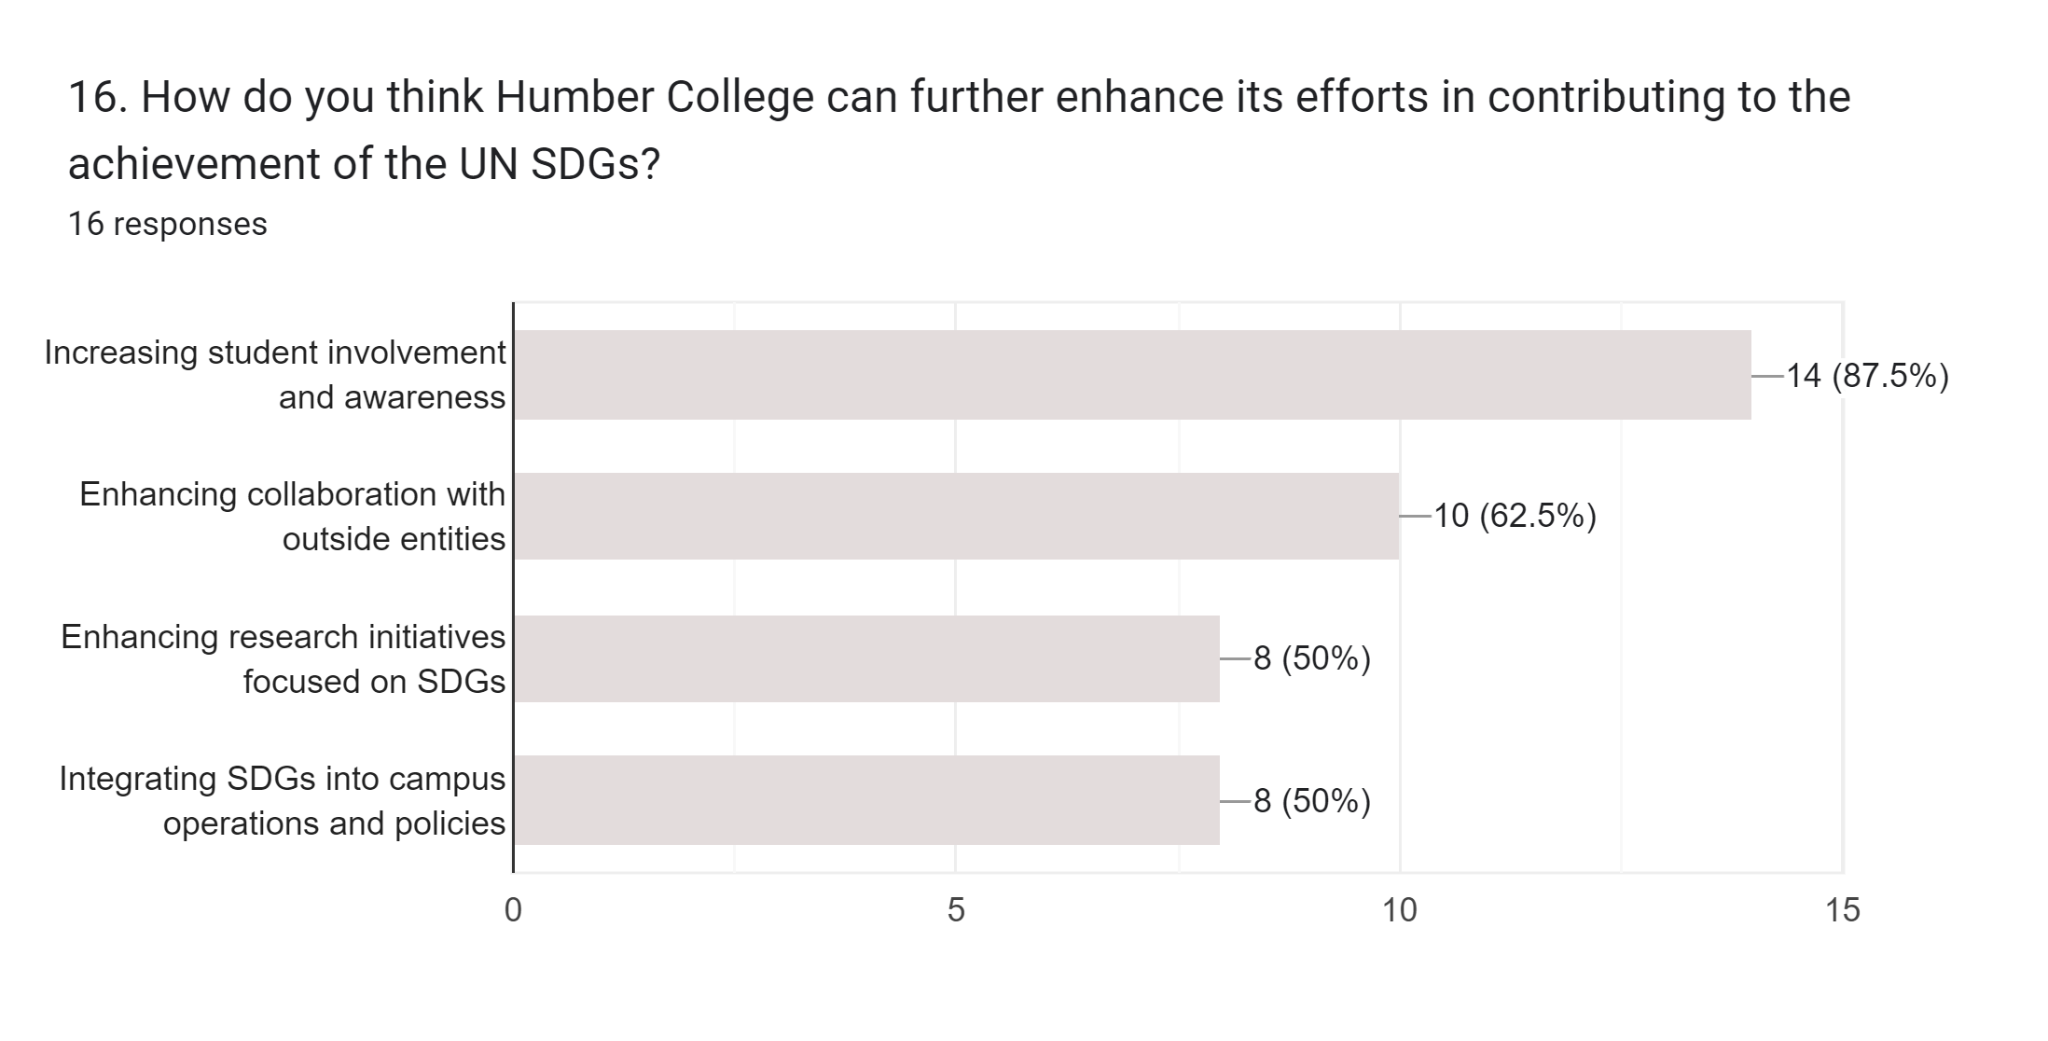 16. How do you think Humber College can further enhance its efforts in contributing to the
achievement of the UN SDGs?
16 responses
Increasing student involvement
and awareness
14 (87.5%)
Enhancing collaboration with
outside entities
10 (62.5%)
Enhancing research initiatives
focused on SDGs
8 (50%)
Integrating SDGs into campus
operations and policies
8 (50%)
0 5 10 15